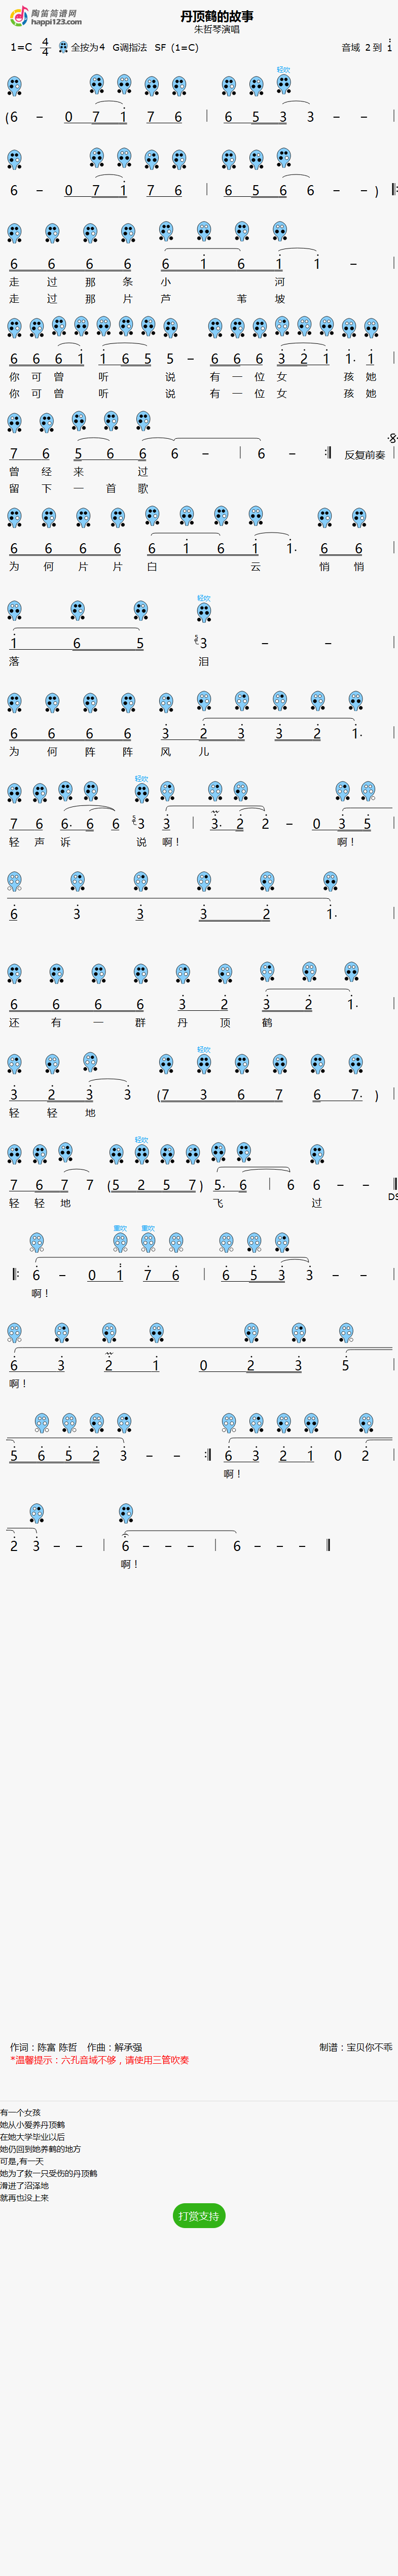 陶笛简谱网
happi123.com
丹顶鹤的故事
朱哲琴演唱
1=C 4/4 全按为4 G调指法 SF (1=C) 音域 2 到 i
轻吹
(6 – 0 7 1 7 6 | 6 5 3 3 – –
6 – 0 7 1 7 6 | 6 5 6 6 – – )
6 6 6 6 6 1 6 1 1 – |
走 过 那 条 小 河
走 过 那 片 芦 苇 坡
6 6 6 1 1 6 5 5 – 6 6 6 3 2 1 1. 1 |
你 可 曾 听 说 有 一 位 女 孩 她
你 可 曾 听 说 有 一 位 女 孩 她
7 6 5 6 6 6 – | 6 – :| 反复前奏
曾 经 来 过
留 下 一 首 歌
6 6 6 6 6 1 6 1 1. 6 6 |
为 何 片 片 白 云 悄 悄
轻吹
1 6 5 3 – – |
落 泪
6 6 6 6 3 2 3 3 2 1. |
为 何 阵 阵 风 儿
轻吹
7 6 6. 6 6 3 3 | 3. 2 2 – 0 3 5 |
轻 声 诉 说 啊！ 啊！
6 3 3 3 2 1. |
6 6 6 6 3 2 3 2 1. |
还 有 一 群 丹 顶 鹤
轻吹
3 2 3 3 (7 3 6 7 6 7. ) |
轻 轻 地
轻吹
7 6 7 7 (5 2 5 7 ) 5. 6 | 6 6 – – DS
轻 轻 地 飞 过
重吹 重吹
6 – 0 1 7 6 | 6 5 3 3 – – |
啊！
6 3 2 1 0 2 3 5 |
啊！
5 6 5 2 3 – – :| 6 3 2 1 0 2 |
啊！
2 3 – – | 6 – – – | 6 – – –
啊！
作词：陈富 陈哲 作曲：解承强 制谱：宝贝你不乖
*温馨提示：六孔音域不够，请使用三管吹奏
有一个女孩
她从小爱养丹顶鹤
在她大学毕业以后
她仍回到她养鹤的地方
可是,有一天
她为了救一只受伤的丹顶鹤
滑进了沼泽地
就再也没上来
打赏支持